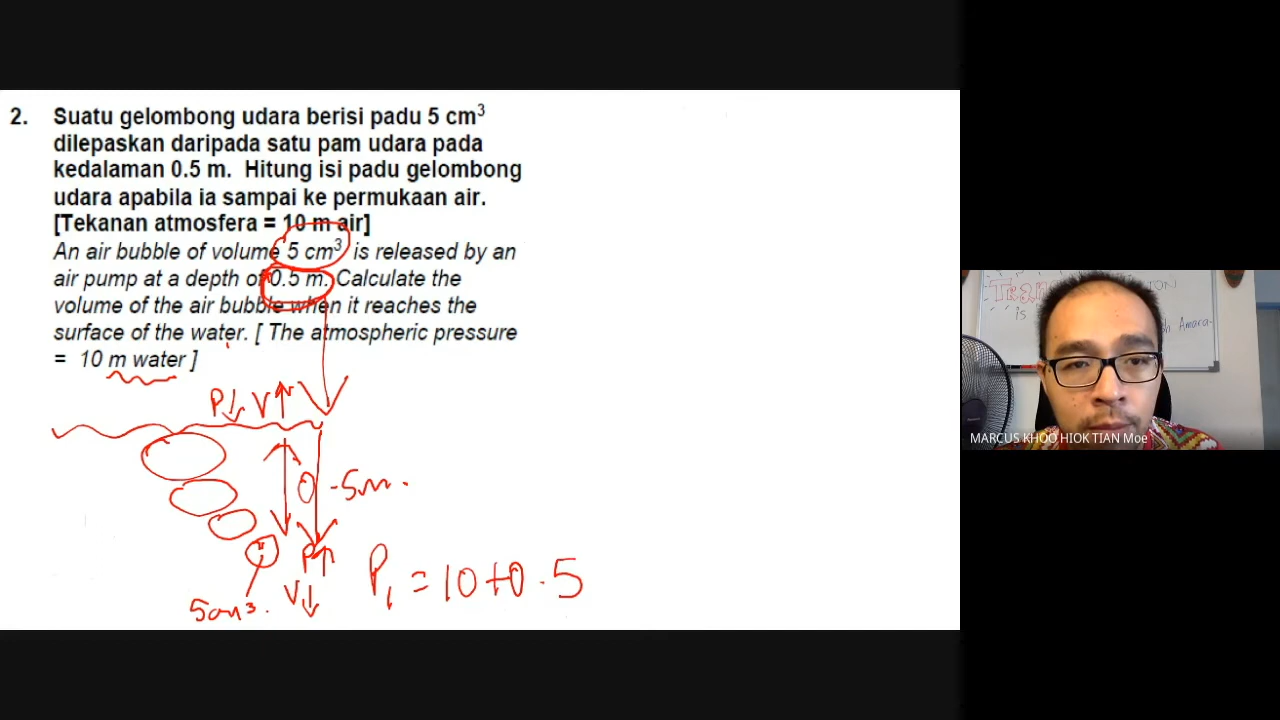 2. Suatu gelombong udara berisi padu 5 cm³
dilepaskan daripada satu pam udara pada
kedalaman 0.5 m. Hitung isi padu gelombong
udara apabila ia sampai ke permukaan air.
[Tekanan atmosfera = 10 m air]
An air bubble of volume 5 cm³ is released by an
air pump at a depth of 0.5 m. Calculate the
volume of the air bubble when it reaches the
surface of the water. [ The atmospheric pressure
= 10 m water ]
P↓ V↑
0.5m.
P↑
V↓
5cm³.
P₁ = 10+0.5
is
Amara-
MARCUS KHOO HIOK TIAN Moe